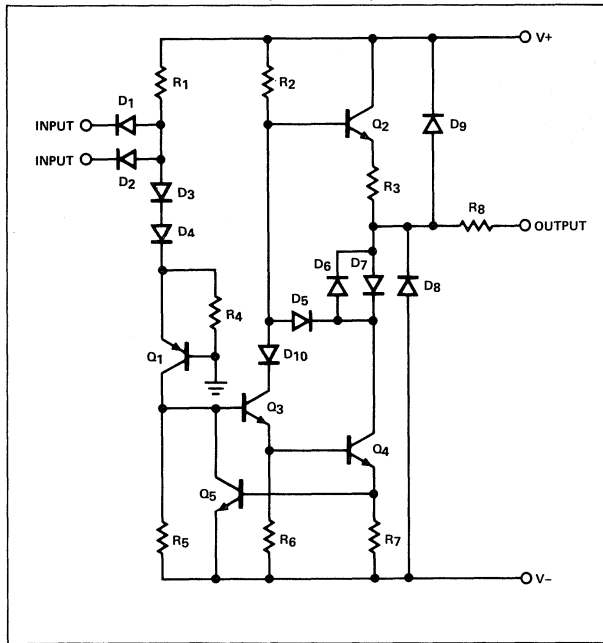 V+
R1
R2
D1
INPUT
Q2
D9
D2
INPUT
R3
D3
R8
OUTPUT
D4
D6
D7
D8
D5
R4
Q1
D10
Q3
Q4
Q5
R5
R6
R7
V–